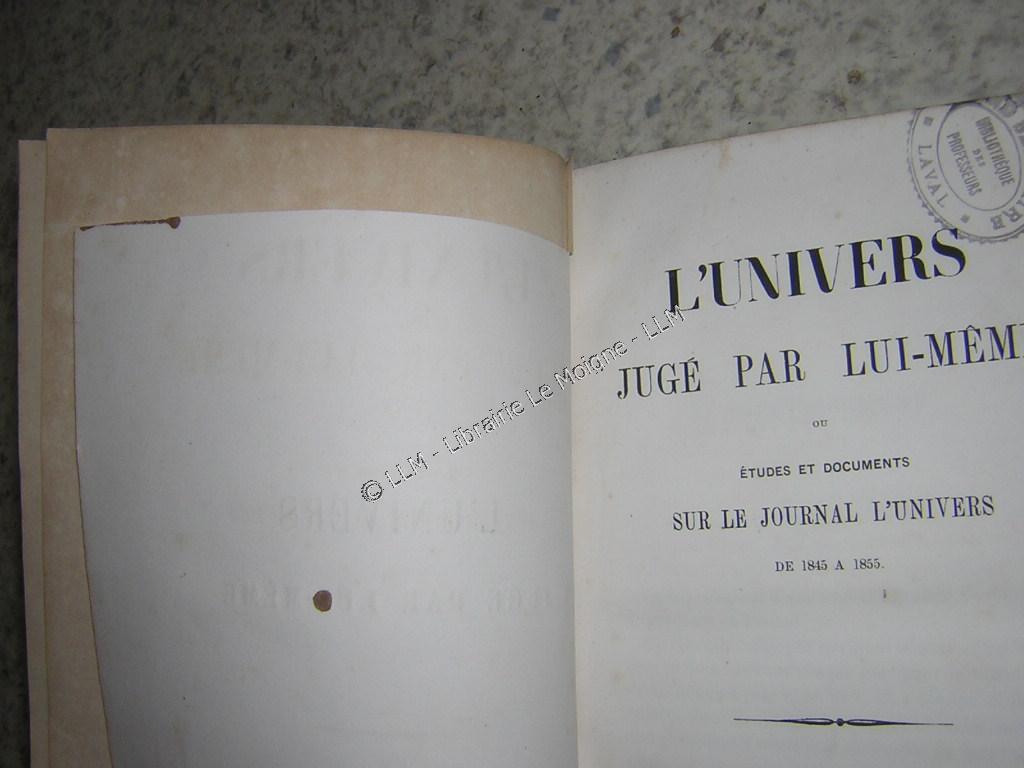 BIBLIOTHÈQUE
DES
PROFESSEURS
* LAVAL *
L'UNIVERS
JUGÉ PAR LUI-MÊM
OU
ÉTUDES ET DOCUMENTS
SUR LE JOURNAL L'UNIVERS
DE 1845 A 1855.
© LLM - Librairie Le Moigne - LLM